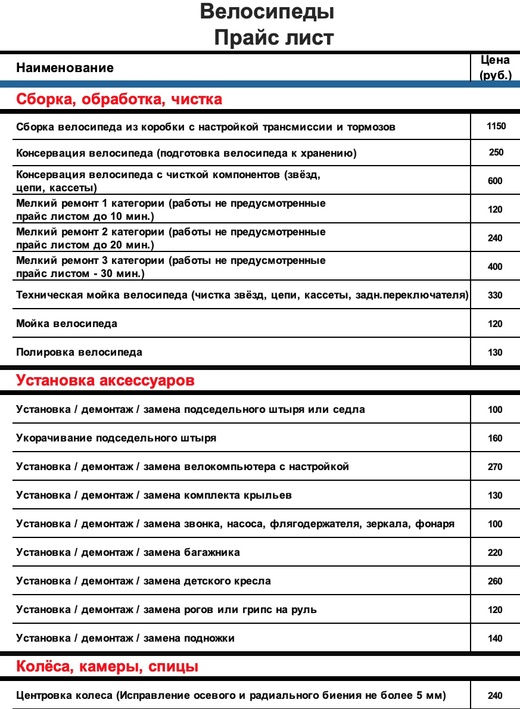 Велосипеды
Прайс лист
Наименование
Цена
(руб.)
Сборка, обработка, чистка
Сборка велосипеда из коробки с настройкой трансмиссии и тормозов 1150
Консервация велосипеда (подготовка велосипеда к хранению) 250
Консервация велосипеда с чисткой компонентов (звёзд,
цепи, кассеты) 600
Мелкий ремонт 1 категории (работы не предусмотренные
прайс листом до 10 мин.) 120
Мелкий ремонт 2 категории (работы не предусмотренные
прайс листом до 20 мин.) 240
Мелкий ремонт 3 категории (работы не предусмотренные
прайс листом - 30 мин.) 400
Техническая мойка велосипеда (чистка звёзд, цепи, кассеты, задн.переключателя) 330
Мойка велосипеда 120
Полировка велосипеда 130
Установка аксессуаров
Установка / демонтаж / замена подседельного штыря или седла 100
Укорачивание подседельного штыря 160
Установка / демонтаж / замена велокомпьютера с настройкой 270
Установка / демонтаж / замена комплекта крыльев 130
Установка / демонтаж / замена звонка, насоса, флягодержателя, зеркала, фонаря 100
Установка / демонтаж / замена багажника 220
Установка / демонтаж / замена детского кресла 260
Установка / демонтаж / замена рогов или грипс на руль 120
Установка / демонтаж / замена подножки 140
Колёса, камеры, спицы
Центровка колеса (Исправление осевого и радиального биения не более 5 мм) 240